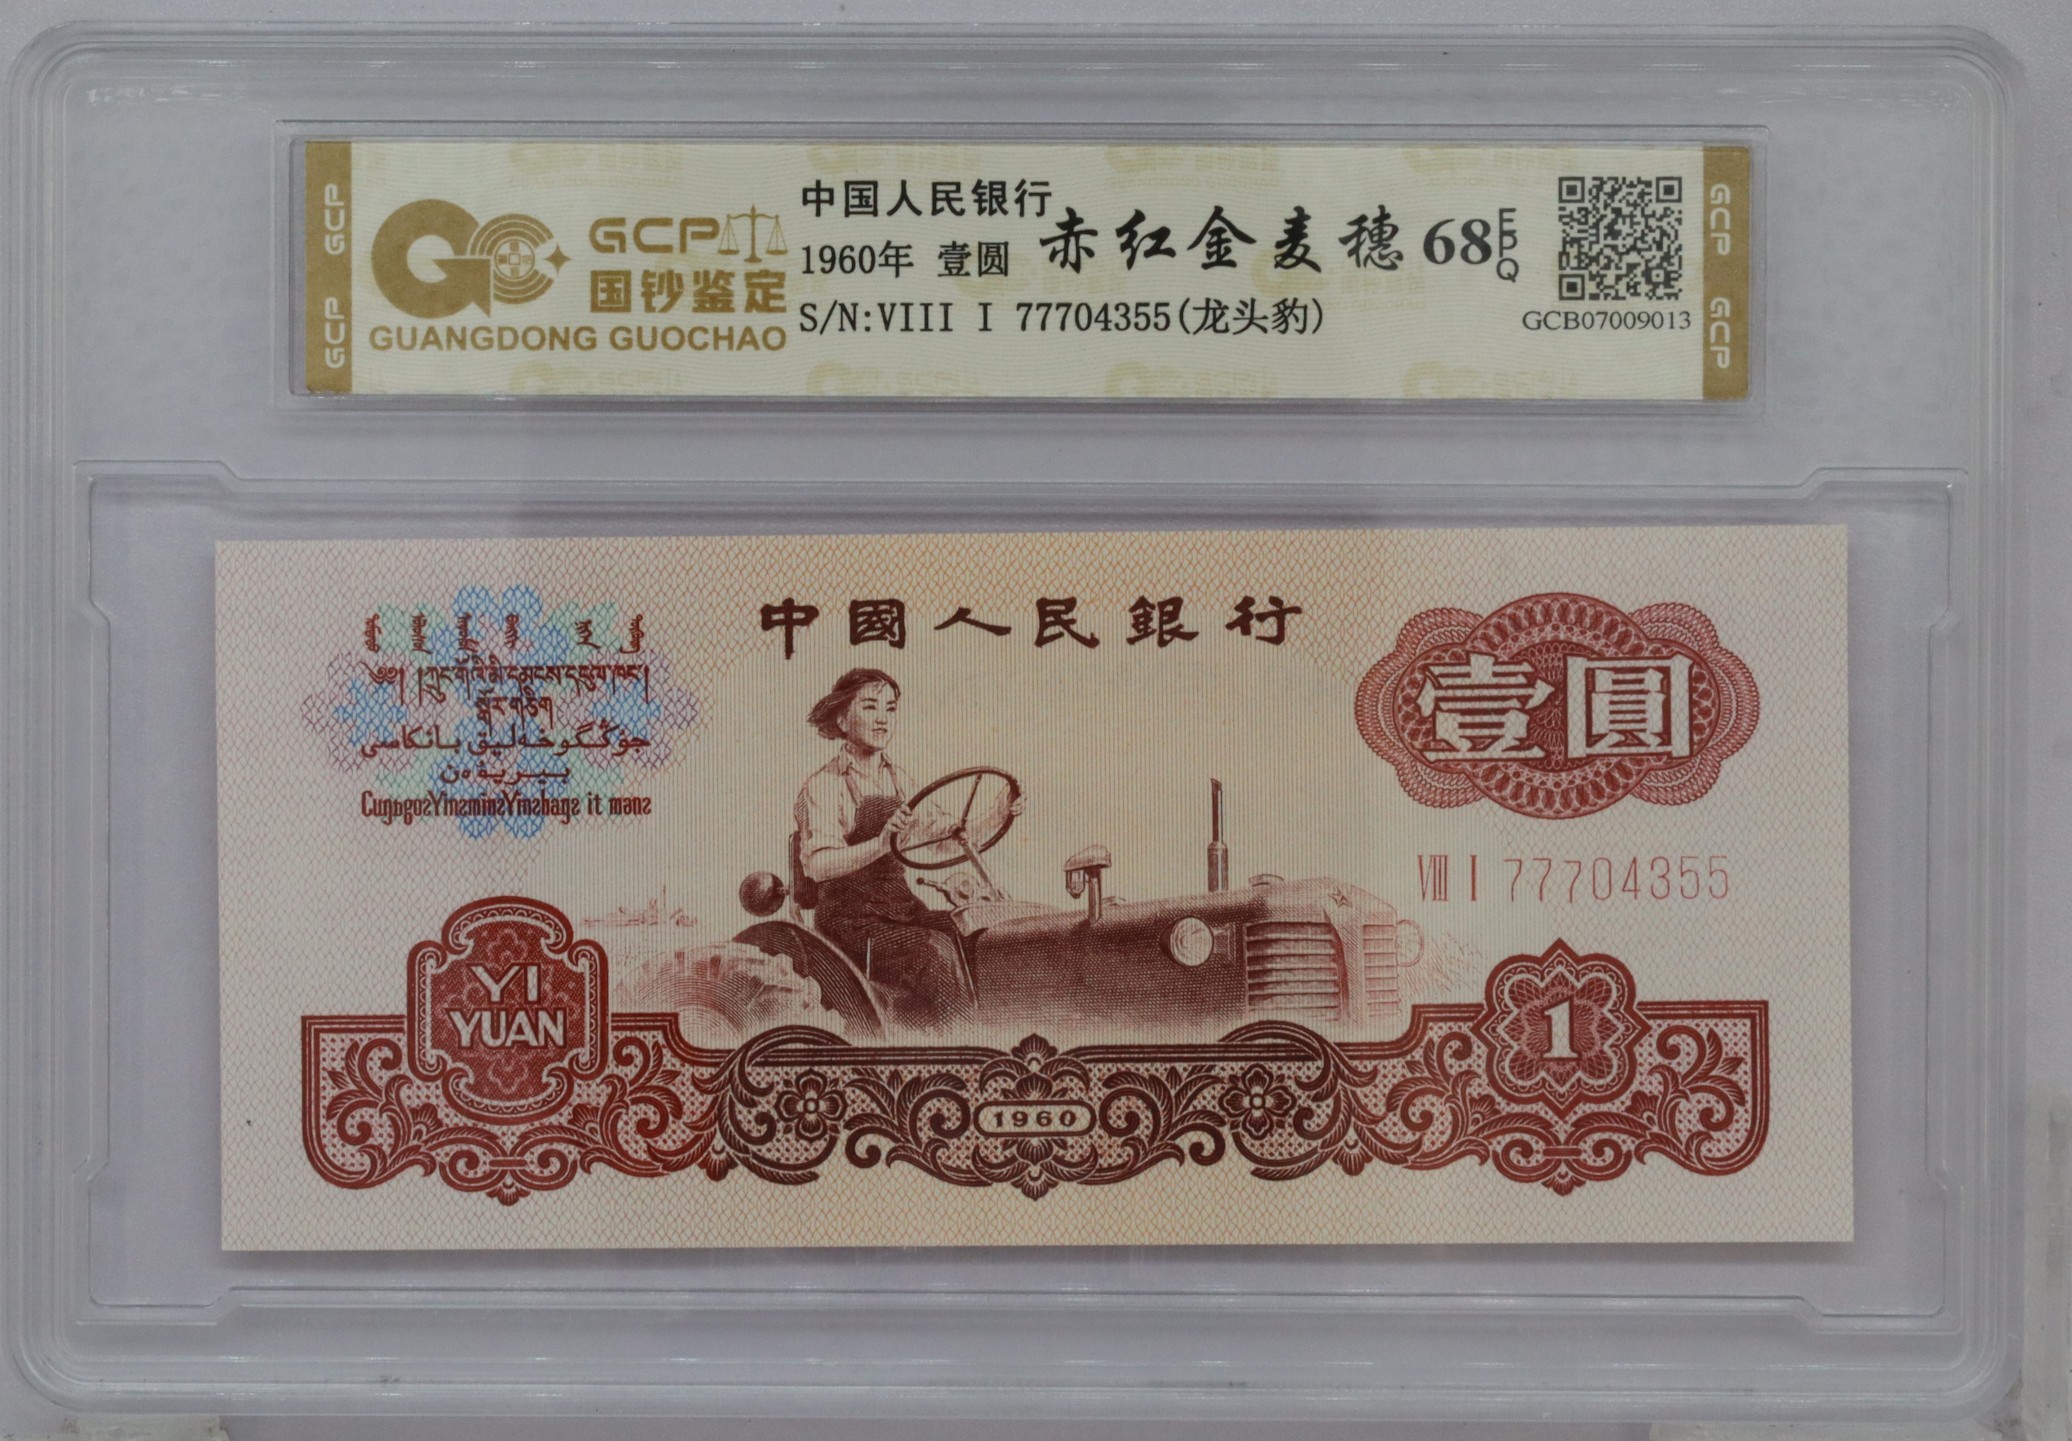 GCP
GCP
GCP
国钞鉴定
GUANGDONG GUOCHAO
中国人民银行
1960年 壹圆
赤红金麦穗
68
EPQ
S/N:VIII I 77704355(龙头豹)
GCB07009013
GCP
GCP
中國人民銀行
壹圓
VIII I 77704355
YI
YUAN
1960
1